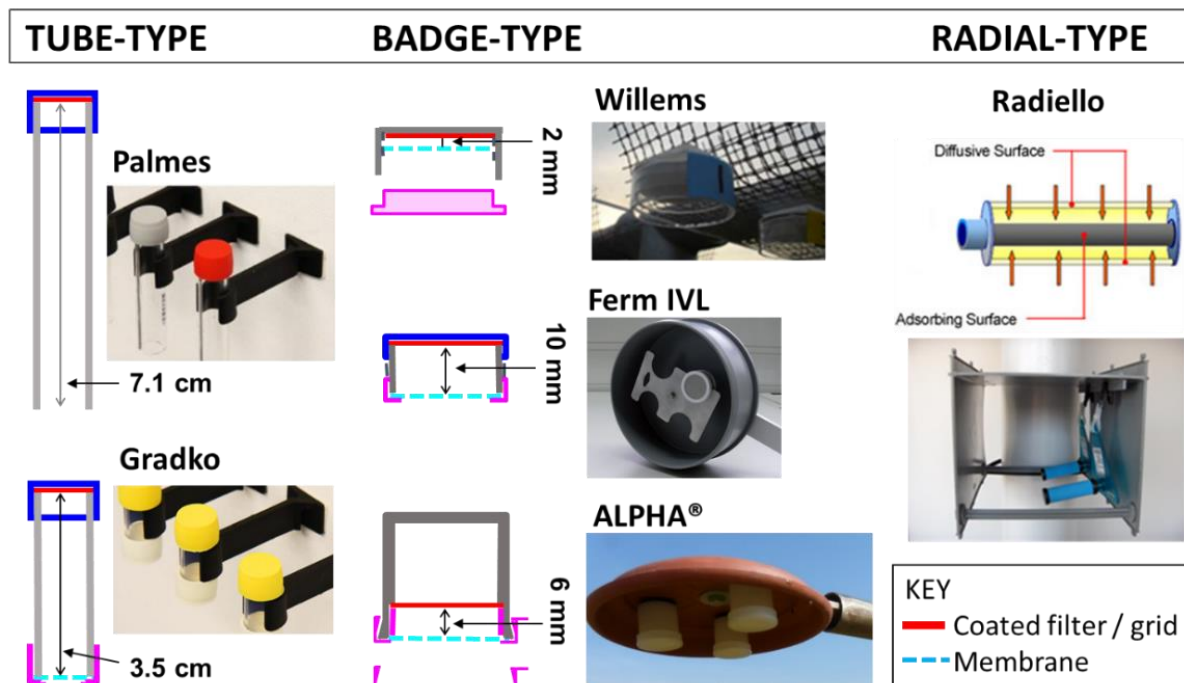 TUBE-TYPE
BADGE-TYPE
RADIAL-TYPE
Palmes
7.1 cm
Gradko
3.5 cm
2 mm
Willems
10 mm
Ferm IVL
6 mm
ALPHA®
Radiello
Diffusive Surface
Adsorbing Surface
KEY
Coated filter / grid
Membrane